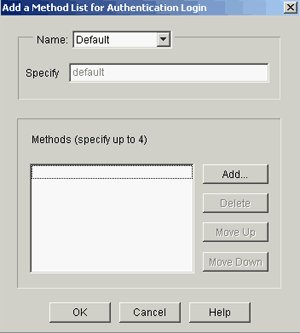 Add a Method List for Authentication Login
Name: Default
Specify default
Methods (specify up to 4)
Add...
Delete
Move Up
Move Down
OK Cancel Help